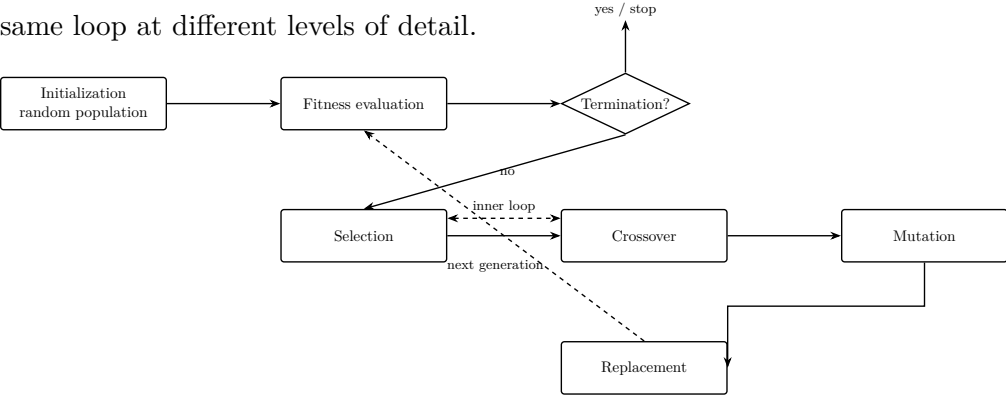 yes / stop
same loop at different levels of detail.
Initialization
random population
Fitness evaluation
Termination?
no
inner loop
Selection
Crossover
Mutation
next generation
Replacement